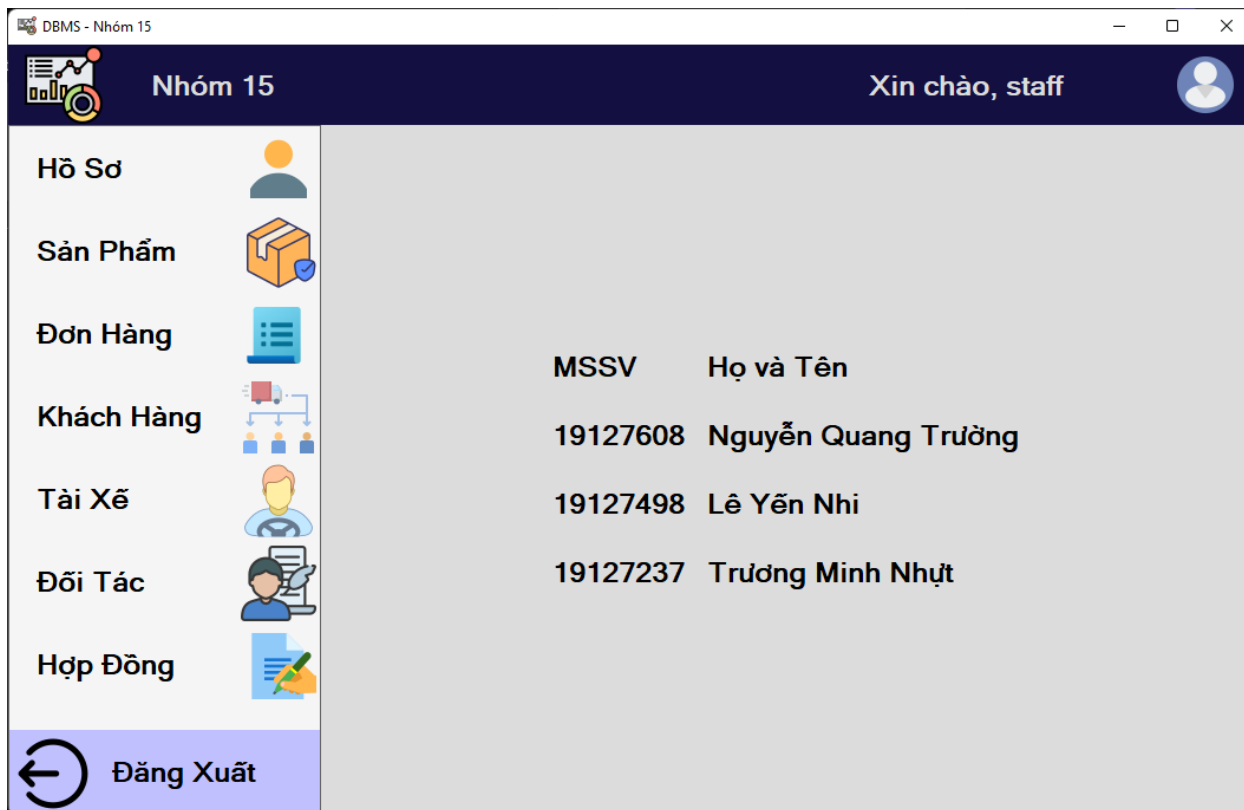 DBMS - Nhóm 15
Nhóm 15
Xin chào, staff
Hồ Sơ
Sản Phẩm
Đơn Hàng
Khách Hàng
Tài Xế
Đối Tác
Hợp Đồng
Đăng Xuất
MSSV Họ và Tên
19127608 Nguyễn Quang Trường
19127498 Lê Yến Nhi
19127237 Trương Minh Nhựt